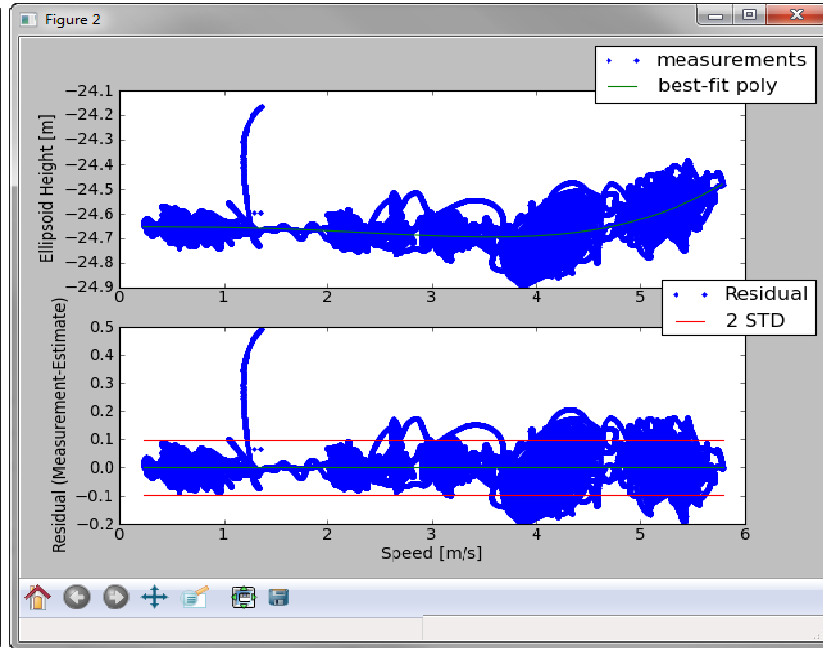 Figure 2
measurements
best-fit poly
Ellipsoid Height [m]
−24.1
−24.2
−24.3
−24.4
−24.5
−24.6
−24.7
−24.8
−24.9
0 1 2 3 4 5
Residual
2 STD
Residual (Measurement-Estimate)
0.5
0.4
0.3
0.2
0.1
0.0
−0.1
−0.2
0 1 2 3 4 5 6
Speed [m/s]